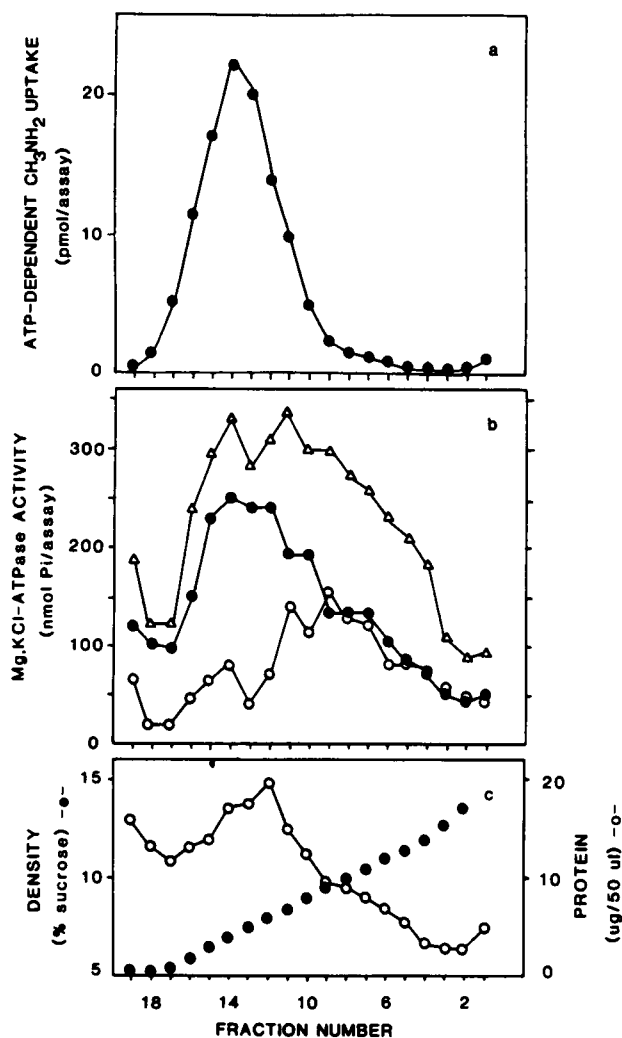 a
ATP-DEPENDENT CH3NH2 UPTAKE
(pmol/assay)
20
10
0
b
Mg.KCl-ATPase ACTIVITY
(nmol Pi/assay)
300
200
100
0
c
DENSITY
(% sucrose) -●-
15
10
5
PROTEIN
(ug/50 ul) -o-
20
10
0
18 14 10 6 2
FRACTION NUMBER